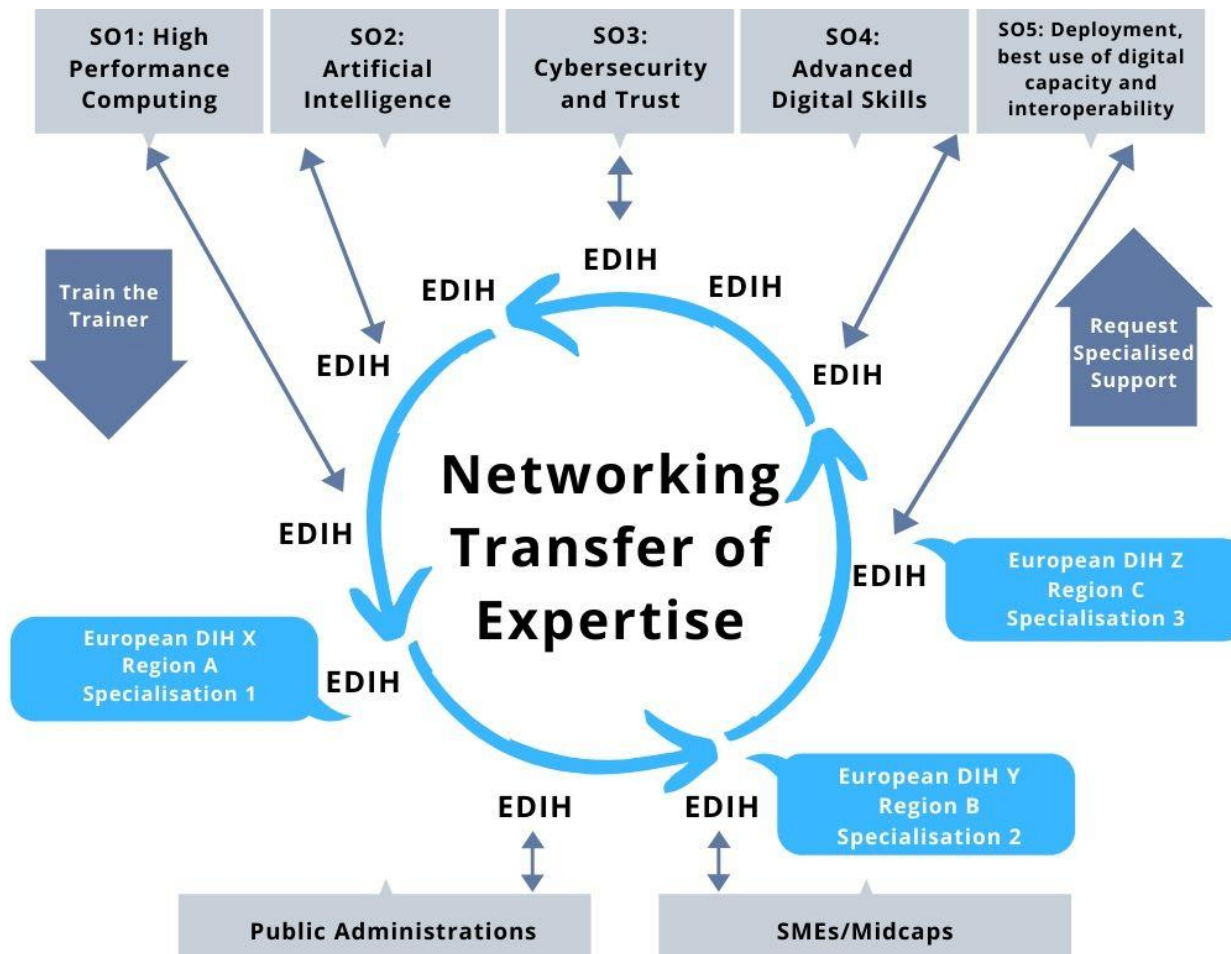 SO1: High
Performance
Computing
SO2:
Artificial
Intelligence
SO3:
Cybersecurity
and Trust
SO4:
Advanced
Digital Skills
SO5: Deployment,
best use of digital
capacity and
interoperability
Train the
Trainer
Request
Specialised
Support
EDIH
EDIH
EDIH
EDIH
EDIH
EDIH
EDIH
Networking
Transfer of
Expertise
European DIH Z
Region C
Specialisation 3
European DIH X
Region A
Specialisation 1
EDIH
European DIH Y
Region B
Specialisation 2
EDIH
EDIH
Public Administrations
SMEs/Midcaps